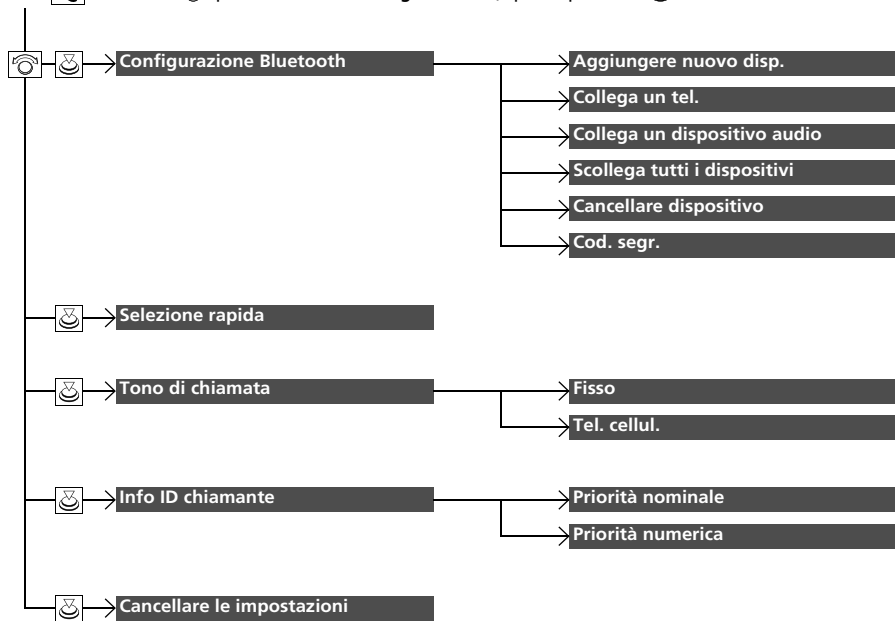 Configurazione Bluetooth
Aggiungere nuovo disp.
Collega un tel.
Collega un dispositivo audio
Scollega tutti i dispositivi
Cancellare dispositivo
Cod. segr.
Selezione rapida
Tono di chiamata
Fisso
Tel. cellul.
Info ID chiamante
Priorità nominale
Priorità numerica
Cancellare le impostazioni